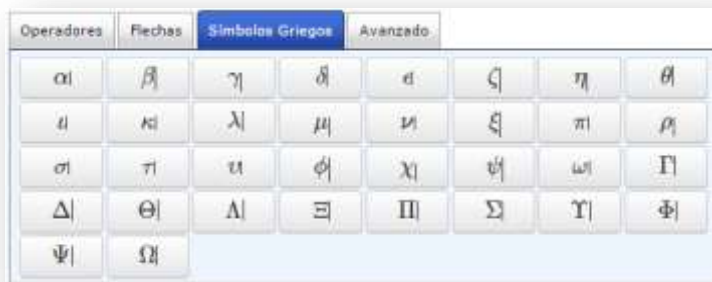 Operadores Flechas Símbolos Griegos Avanzado
α β γ δ ϵ ζ η θ
ι κ λ μ ν ξ π ρ
σ τ υ ϕ χ ψ ω Γ
Δ Θ Λ Ξ Π Σ Υ Φ
Ψ Ω